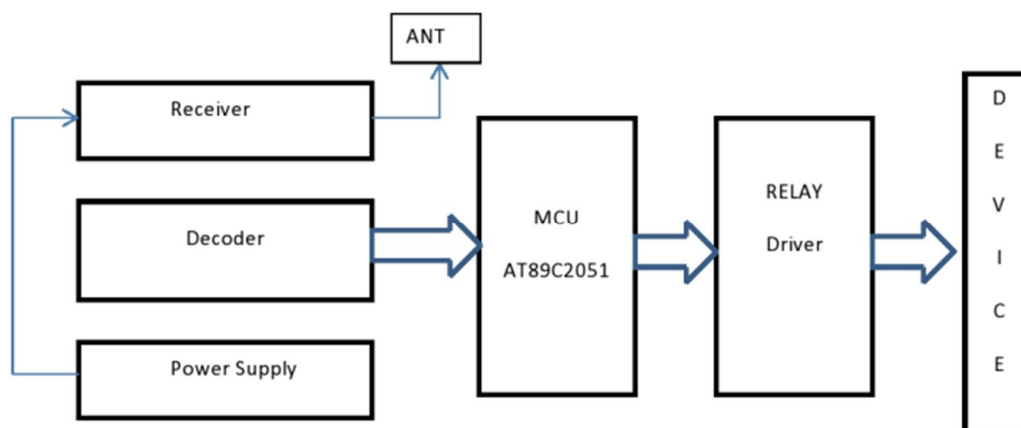 ANT
Receiver
Decoder
Power Supply
MCU
AT89C2051
RELAY
Driver
D
E
V
I
C
E